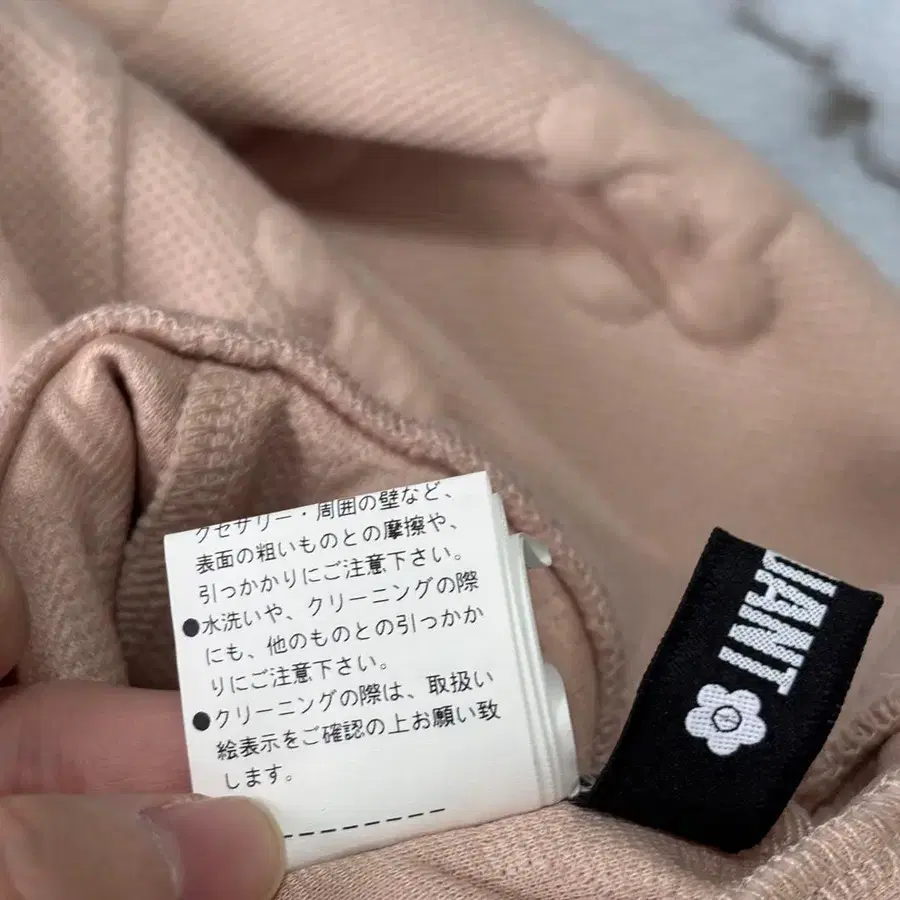 クセサリー・周囲の壁など、
表面の粗いものとの摩擦や、
引っかかりにご注意下さい。
●水洗いや、クリーニングの際
にも、他のものとの引っかか
りにご注意下さい。
●クリーニングの際は、取扱い
絵表示をご確認の上お願い致
します。
---------
UANT